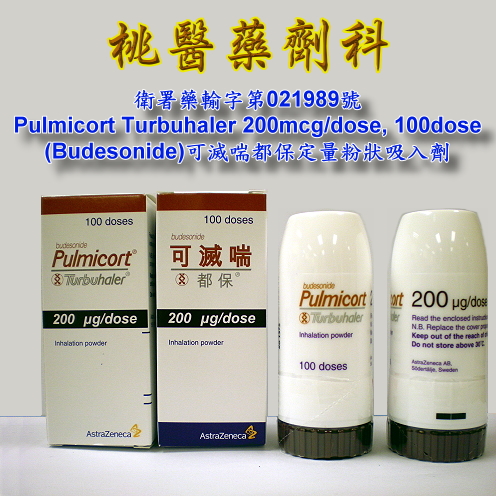 桃醫藥劑科
衛署藥輸字第021989號
Pulmicort Turbuhaler 200mcg/dose, 100dose
(Budesonide)可滅喘都保定量粉狀吸入劑
100 doses
budesonide
Pulmicort®
Turbuhaler®
200 µg/dose
Inhalation powder
AstraZeneca
100 doses
budesonide
可滅喘
都保®
200 µg/dose
Inhalation powder
AstraZeneca
budesonide
Pulmicort
Turbuhaler
100 doses
200 µg/dose
Read the enclosed
N.B. Replace the cover
Keep out of the reach of
Do not store above 30°C.
AstraZeneca AB,
Södertälje, Sweden